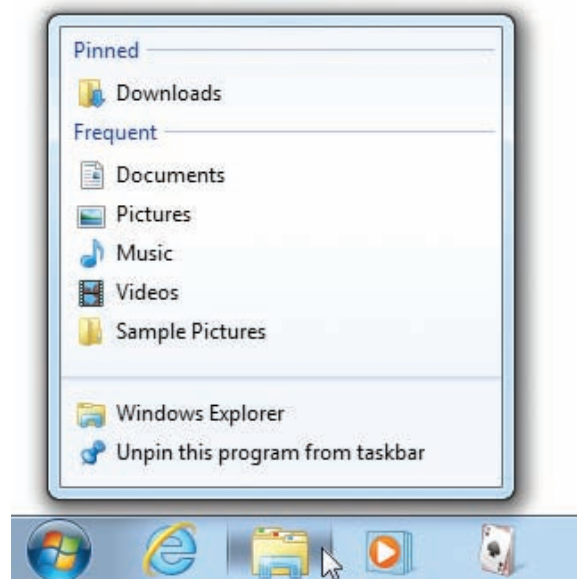 Pinned
Downloads
Frequent
Documents
Pictures
Music
Videos
Sample Pictures
Windows Explorer
Unpin this program from taskbar